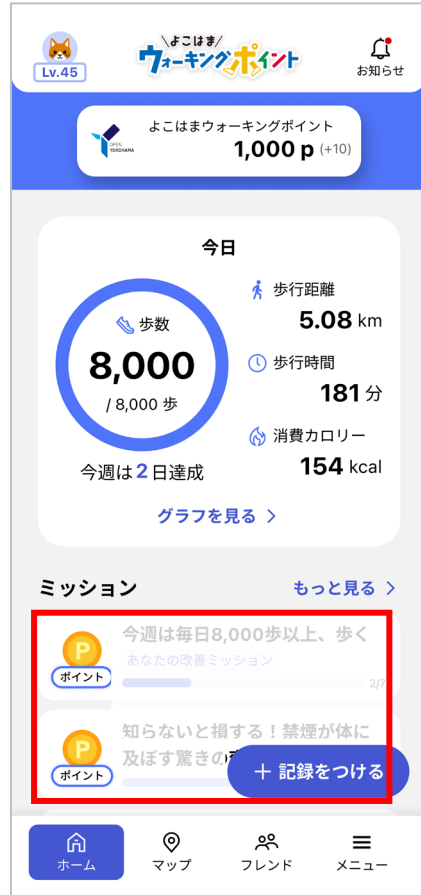 よこはま
ウォーキングポイント
Lv.45
お知らせ
OPEN
YOKOHAMA
よこはまウォーキングポイント
1,000 p (+10)
今日
歩数
8,000
/ 8,000 歩
今週は2日達成
歩行距離
5.08 km
歩行時間
181 分
消費カロリー
154 kcal
グラフを見る
ミッション
もっと見る
P
ポイント
今週は毎日8,000歩以上、歩く
あなたの改善ミッション
2/7
P
ポイント
知らないと損する！禁煙が体に
及ぼす驚きの
＋ 記録をつける
ホーム
マップ
フレンド
メニュー